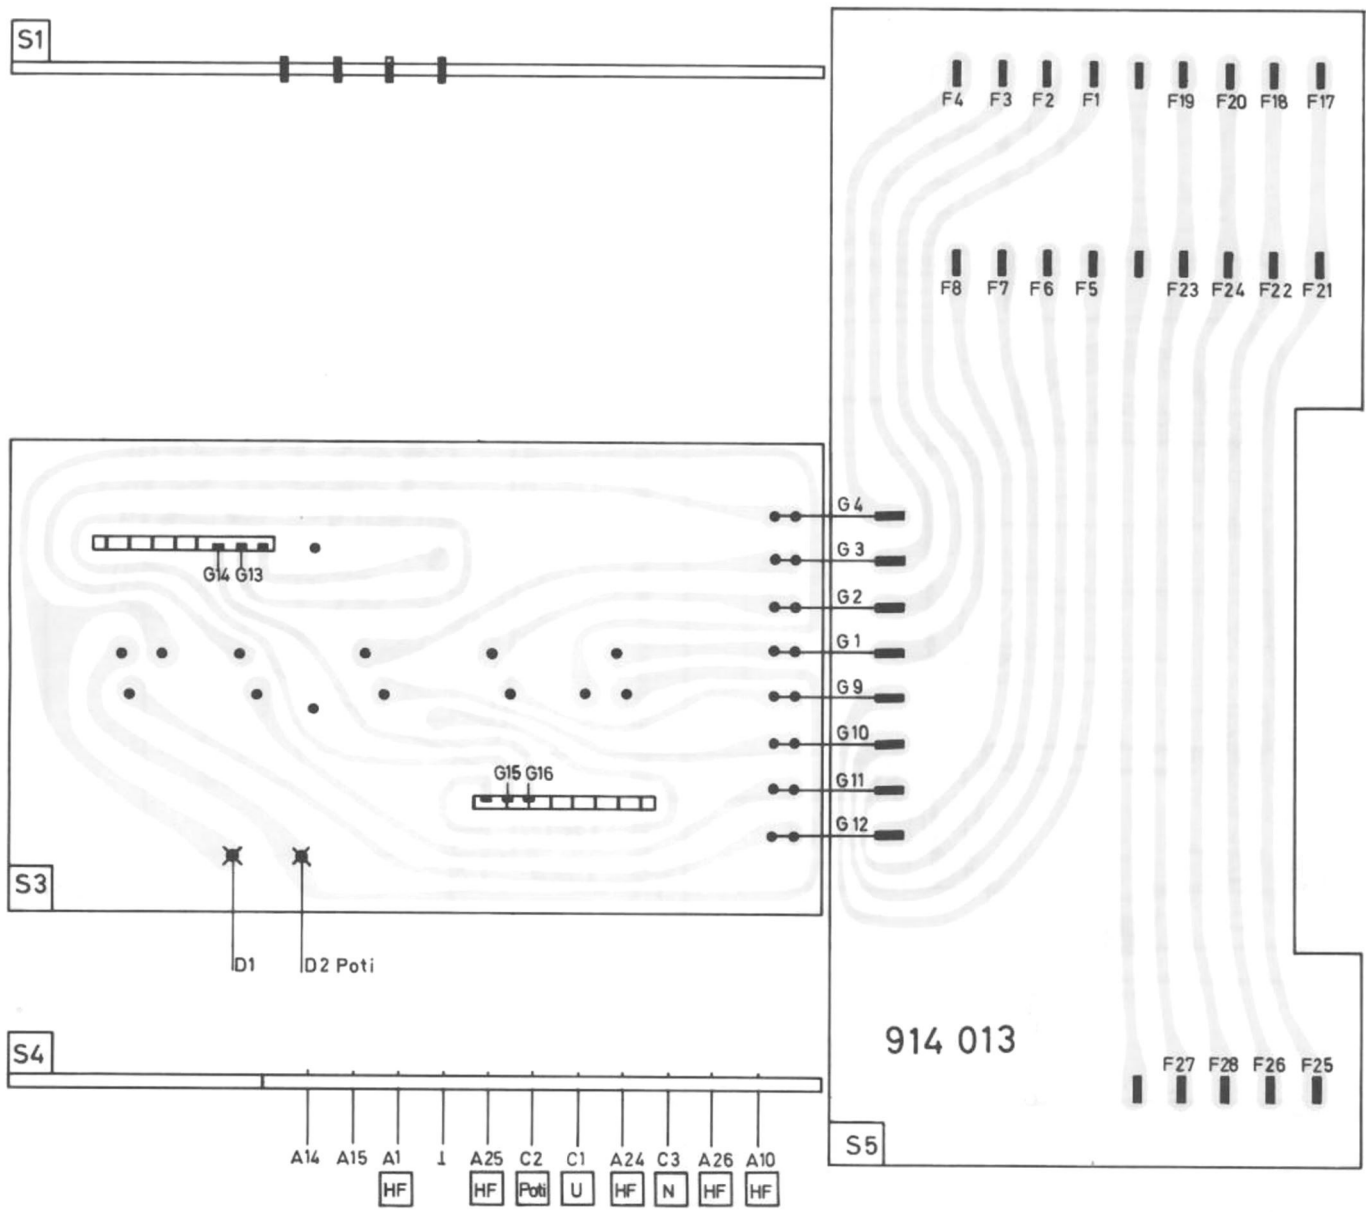 S1
F4 F3 F2 F1 F19 F20 F18 F17
F8 F7 F6 F5 F23 F24 F22 F21
G4
G3
G14 G13
G2
G1
G9
G10
G15 G16
G11
G12
S3
D1 D2 Poti
914 013
S4
F27 F28 F26 F25
A14 A15 A1 ⊥ A25 C2 C1 A24 C3 A26 A10
HF HF Poti U HF N HF HF
S5